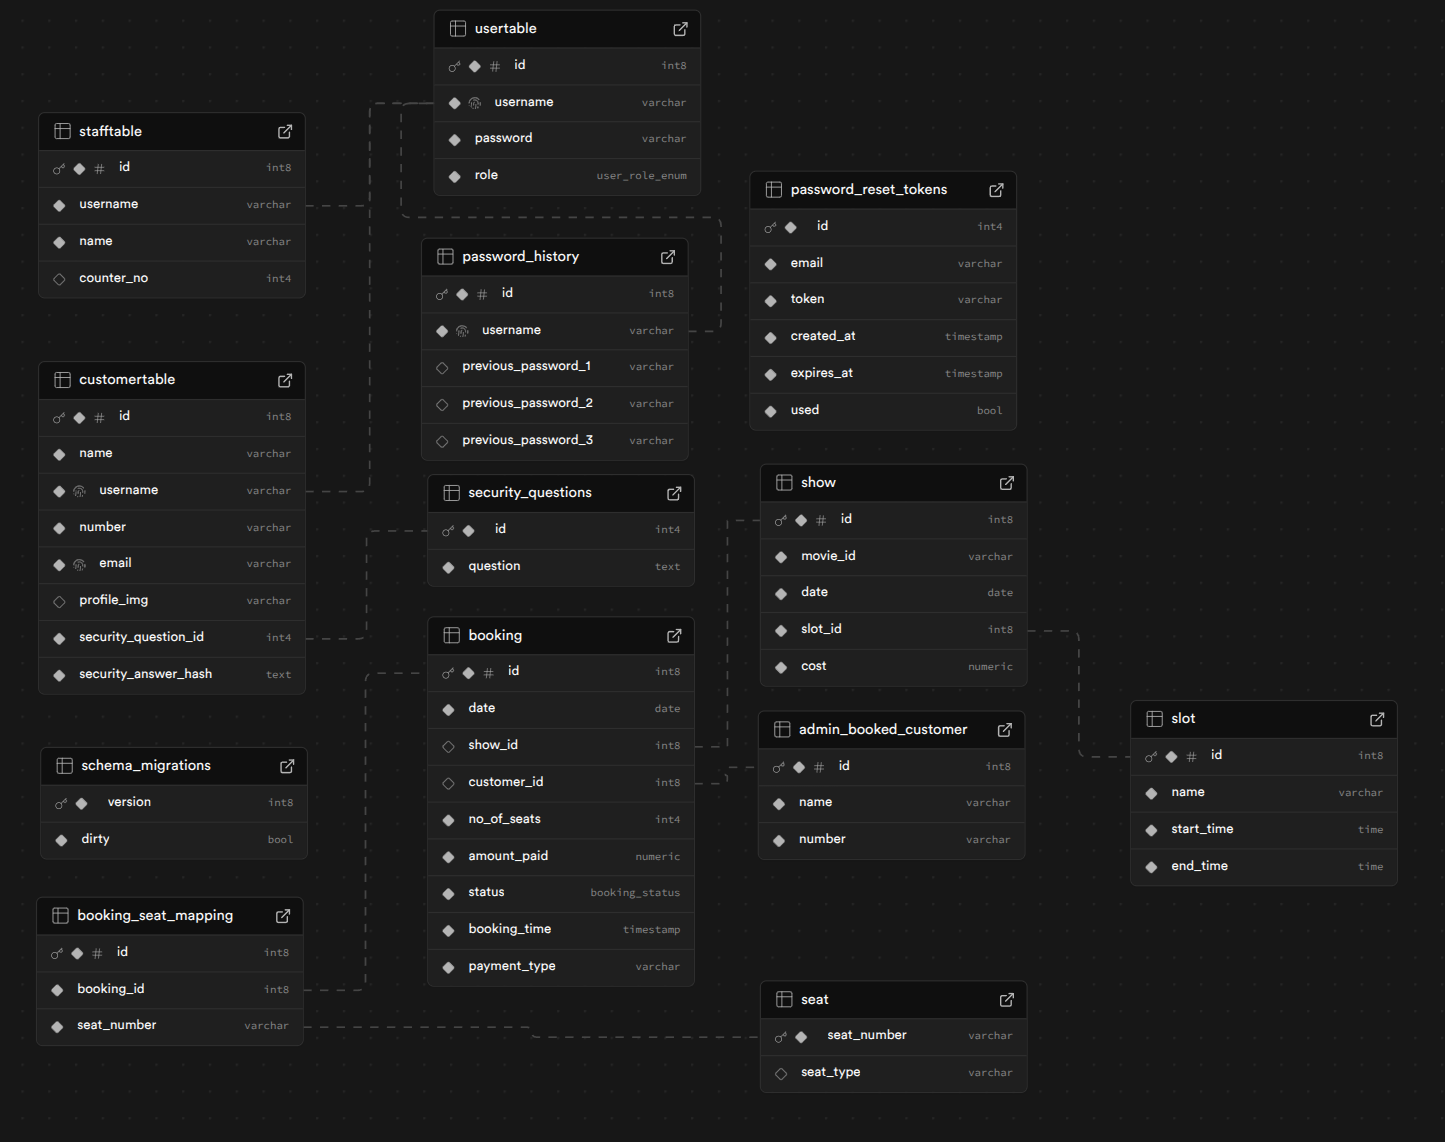 usertable
# id int8
username varchar
password varchar
role user_role_enum
stafftable
# id int8
username varchar
name varchar
counter_no int4
password_reset_tokens
id int4
email varchar
token varchar
created_at timestamp
expires_at timestamp
used bool
password_history
# id int8
username varchar
previous_password_1 varchar
previous_password_2 varchar
previous_password_3 varchar
customertable
# id int8
name varchar
username varchar
number varchar
email varchar
profile_img varchar
security_question_id int4
security_answer_hash text
security_questions
id int4
question text
show
# id int8
movie_id varchar
date date
slot_id int8
cost numeric
booking
# id int8
date date
show_id int8
customer_id int8
no_of_seats int4
amount_paid numeric
status booking_status
booking_time timestamp
payment_type varchar
admin_booked_customer
# id int8
name varchar
number varchar
slot
# id int8
name varchar
start_time time
end_time time
schema_migrations
version int8
dirty bool
booking_seat_mapping
# id int8
booking_id int8
seat_number varchar
seat
seat_number varchar
seat_type varchar